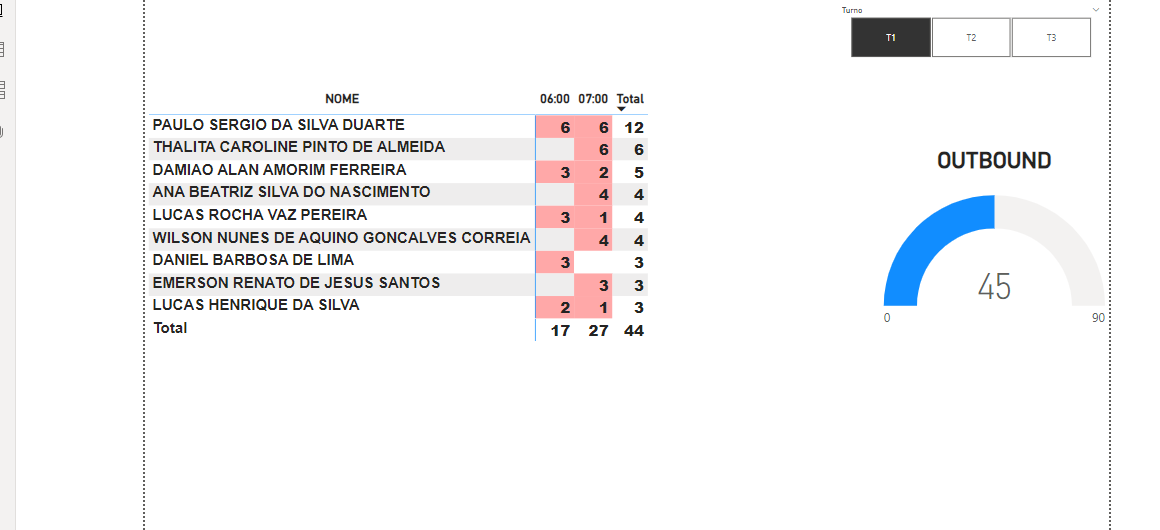 Turno
T1 T2 T3
NOME 06:00 07:00 Total
PAULO SERGIO DA SILVA DUARTE 6 6 12
THALITA CAROLINE PINTO DE ALMEIDA 6 6
DAMIAO ALAN AMORIM FERREIRA 3 2 5
ANA BEATRIZ SILVA DO NASCIMENTO 4 4
LUCAS ROCHA VAZ PEREIRA 3 1 4
WILSON NUNES DE AQUINO GONCALVES CORREIA 4 4
DANIEL BARBOSA DE LIMA 3 3
EMERSON RENATO DE JESUS SANTOS 3 3
LUCAS HENRIQUE DA SILVA 2 1 3
Total 17 27 44
OUTBOUND
45
0 90